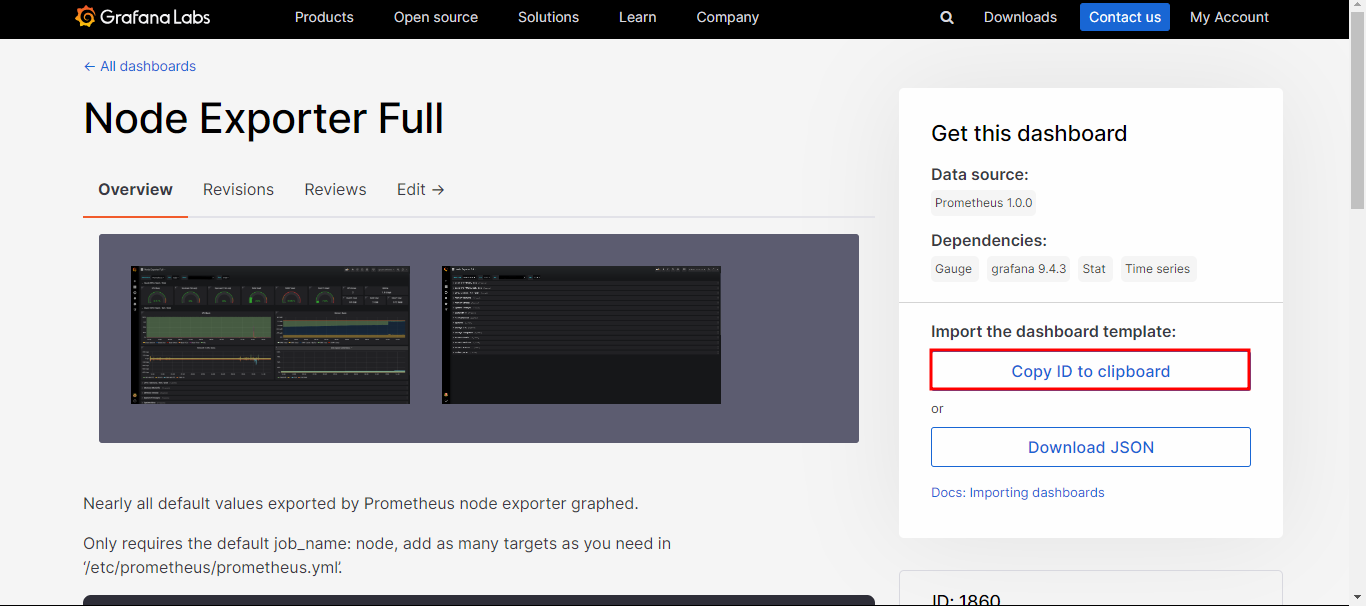 Grafana Labs
Products Open source Solutions Learn Company Downloads Contact us My Account
← All dashboards
Node Exporter Full
Overview Revisions Reviews Edit →
Nearly all default values exported by Prometheus node exporter graphed.
Only requires the default job_name: node, add as many targets as you need in
‘/etc/prometheus/prometheus.yml’.
Get this dashboard
Data source:
Prometheus 1.0.0
Dependencies:
Gauge grafana 9.4.3 Stat Time series
Import the dashboard template:
Copy ID to clipboard
or
Download JSON
Docs: Importing dashboards
ID: 1860